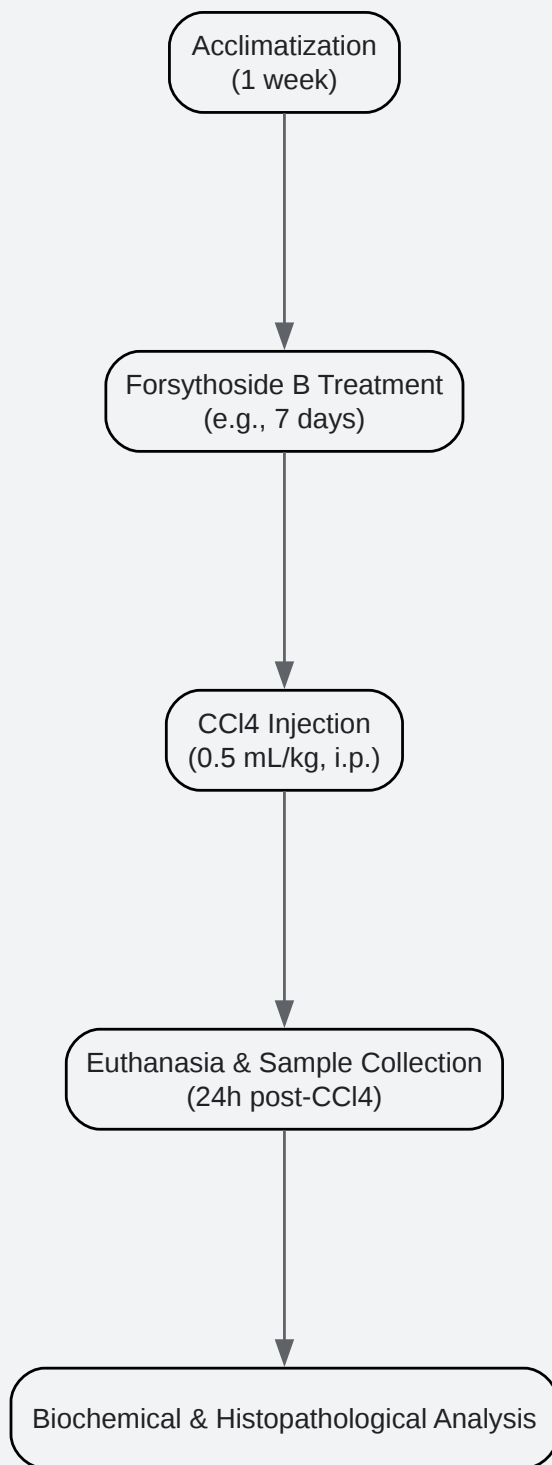 Acclimatization
(1 week)
Forsythoside B Treatment
(e.g., 7 days)
CCl4 Injection
(0.5 mL/kg, i.p.)
Euthanasia & Sample Collection
(24h post-CCl4)
Biochemical & Histopathological Analysis